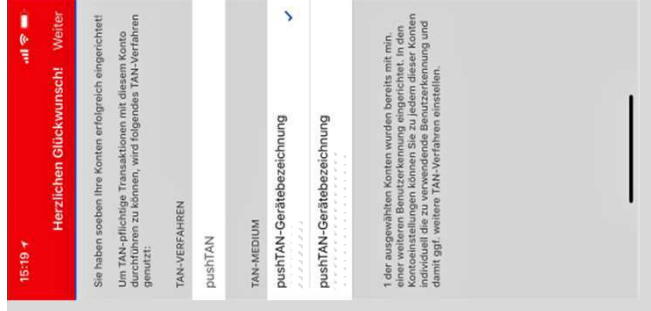 15:19
Herzlichen Glückwunsch!
Weiter
Sie haben soeben Ihre Konten erfolgreich eingerichtet!
Um TAN-pflichtige Transaktionen mit diesem Konto
durchführen zu können, wird folgendes TAN-Verfahren
genutzt:
TAN-VERFAHREN
pushTAN
TAN-MEDIUM
pushTAN-Gerätebezeichnung
pushTAN-Gerätebezeichnung
1 der ausgewählten Konten wurden bereits mit min.
einer weiteren Benutzerkennung eingerichtet. In den
Kontoeinstellungen können Sie zu jedem dieser Konten
individuell die zu verwendende Benutzerkennung und
damit ggf. weitere TAN-Verfahren einstellen.